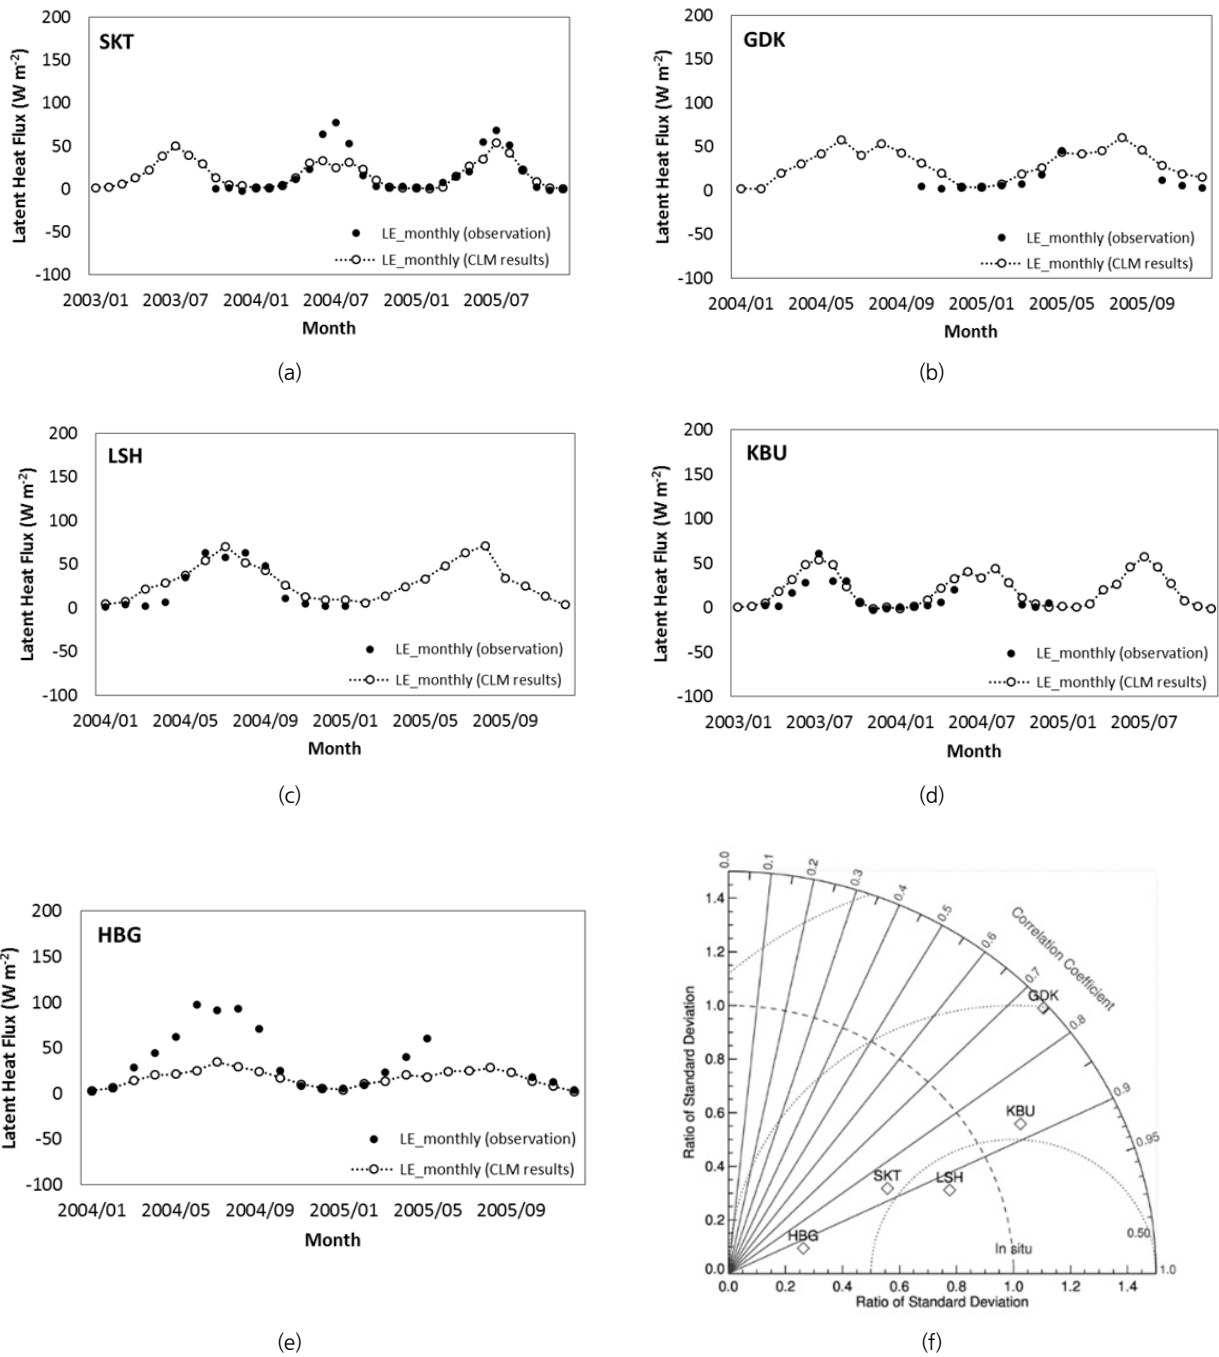 SKT
Latent Heat Flux (W m-2)
200
150
100
50
0
-50
-100
LE_monthly (observation)
LE_monthly (CLM results)
2003/01 2003/07 2004/01 2004/07 2005/01 2005/07
Month
(a)
GDK
Latent Heat Flux (W m-2)
200
150
100
50
0
-50
-100
LE_monthly (observation)
LE_monthly (CLM results)
2004/01 2004/05 2004/09 2005/01 2005/05 2005/09
Month
(b)
LSH
Latent Heat Flux (W m-2)
200
150
100
50
0
-50
-100
LE_monthly (observation)
LE_monthly (CLM results)
2004/01 2004/05 2004/09 2005/01 2005/05 2005/09
Month
(c)
KBU
Latent Heat Flux (W m-2)
200
150
100
50
0
-50
-100
LE_monthly (observation)
LE_monthly (CLM results)
2003/01 2003/07 2004/01 2004/07 2005/01 2005/07
Month
(d)
HBG
Latent Heat Flux (W m-2)
200
150
100
50
0
-50
-100
LE_monthly (observation)
LE_monthly (CLM results)
2004/01 2004/05 2004/09 2005/01 2005/05 2005/09
Month
(e)
0.0 0.1 0.2 0.3 0.4 0.5 0.6 0.7 0.8 0.9 0.95 1.0
Correlation Coefficient
Ratio of Standard Deviation
1.4
1.2
1.0
0.8
0.6
0.4
0.2
0.0
GDK
KBU
SKT
LSH
HBG
In situ
0.50
0.0 0.2 0.4 0.6 0.8 1.0 1.2 1.4
Ratio of Standard Deviation
(f)